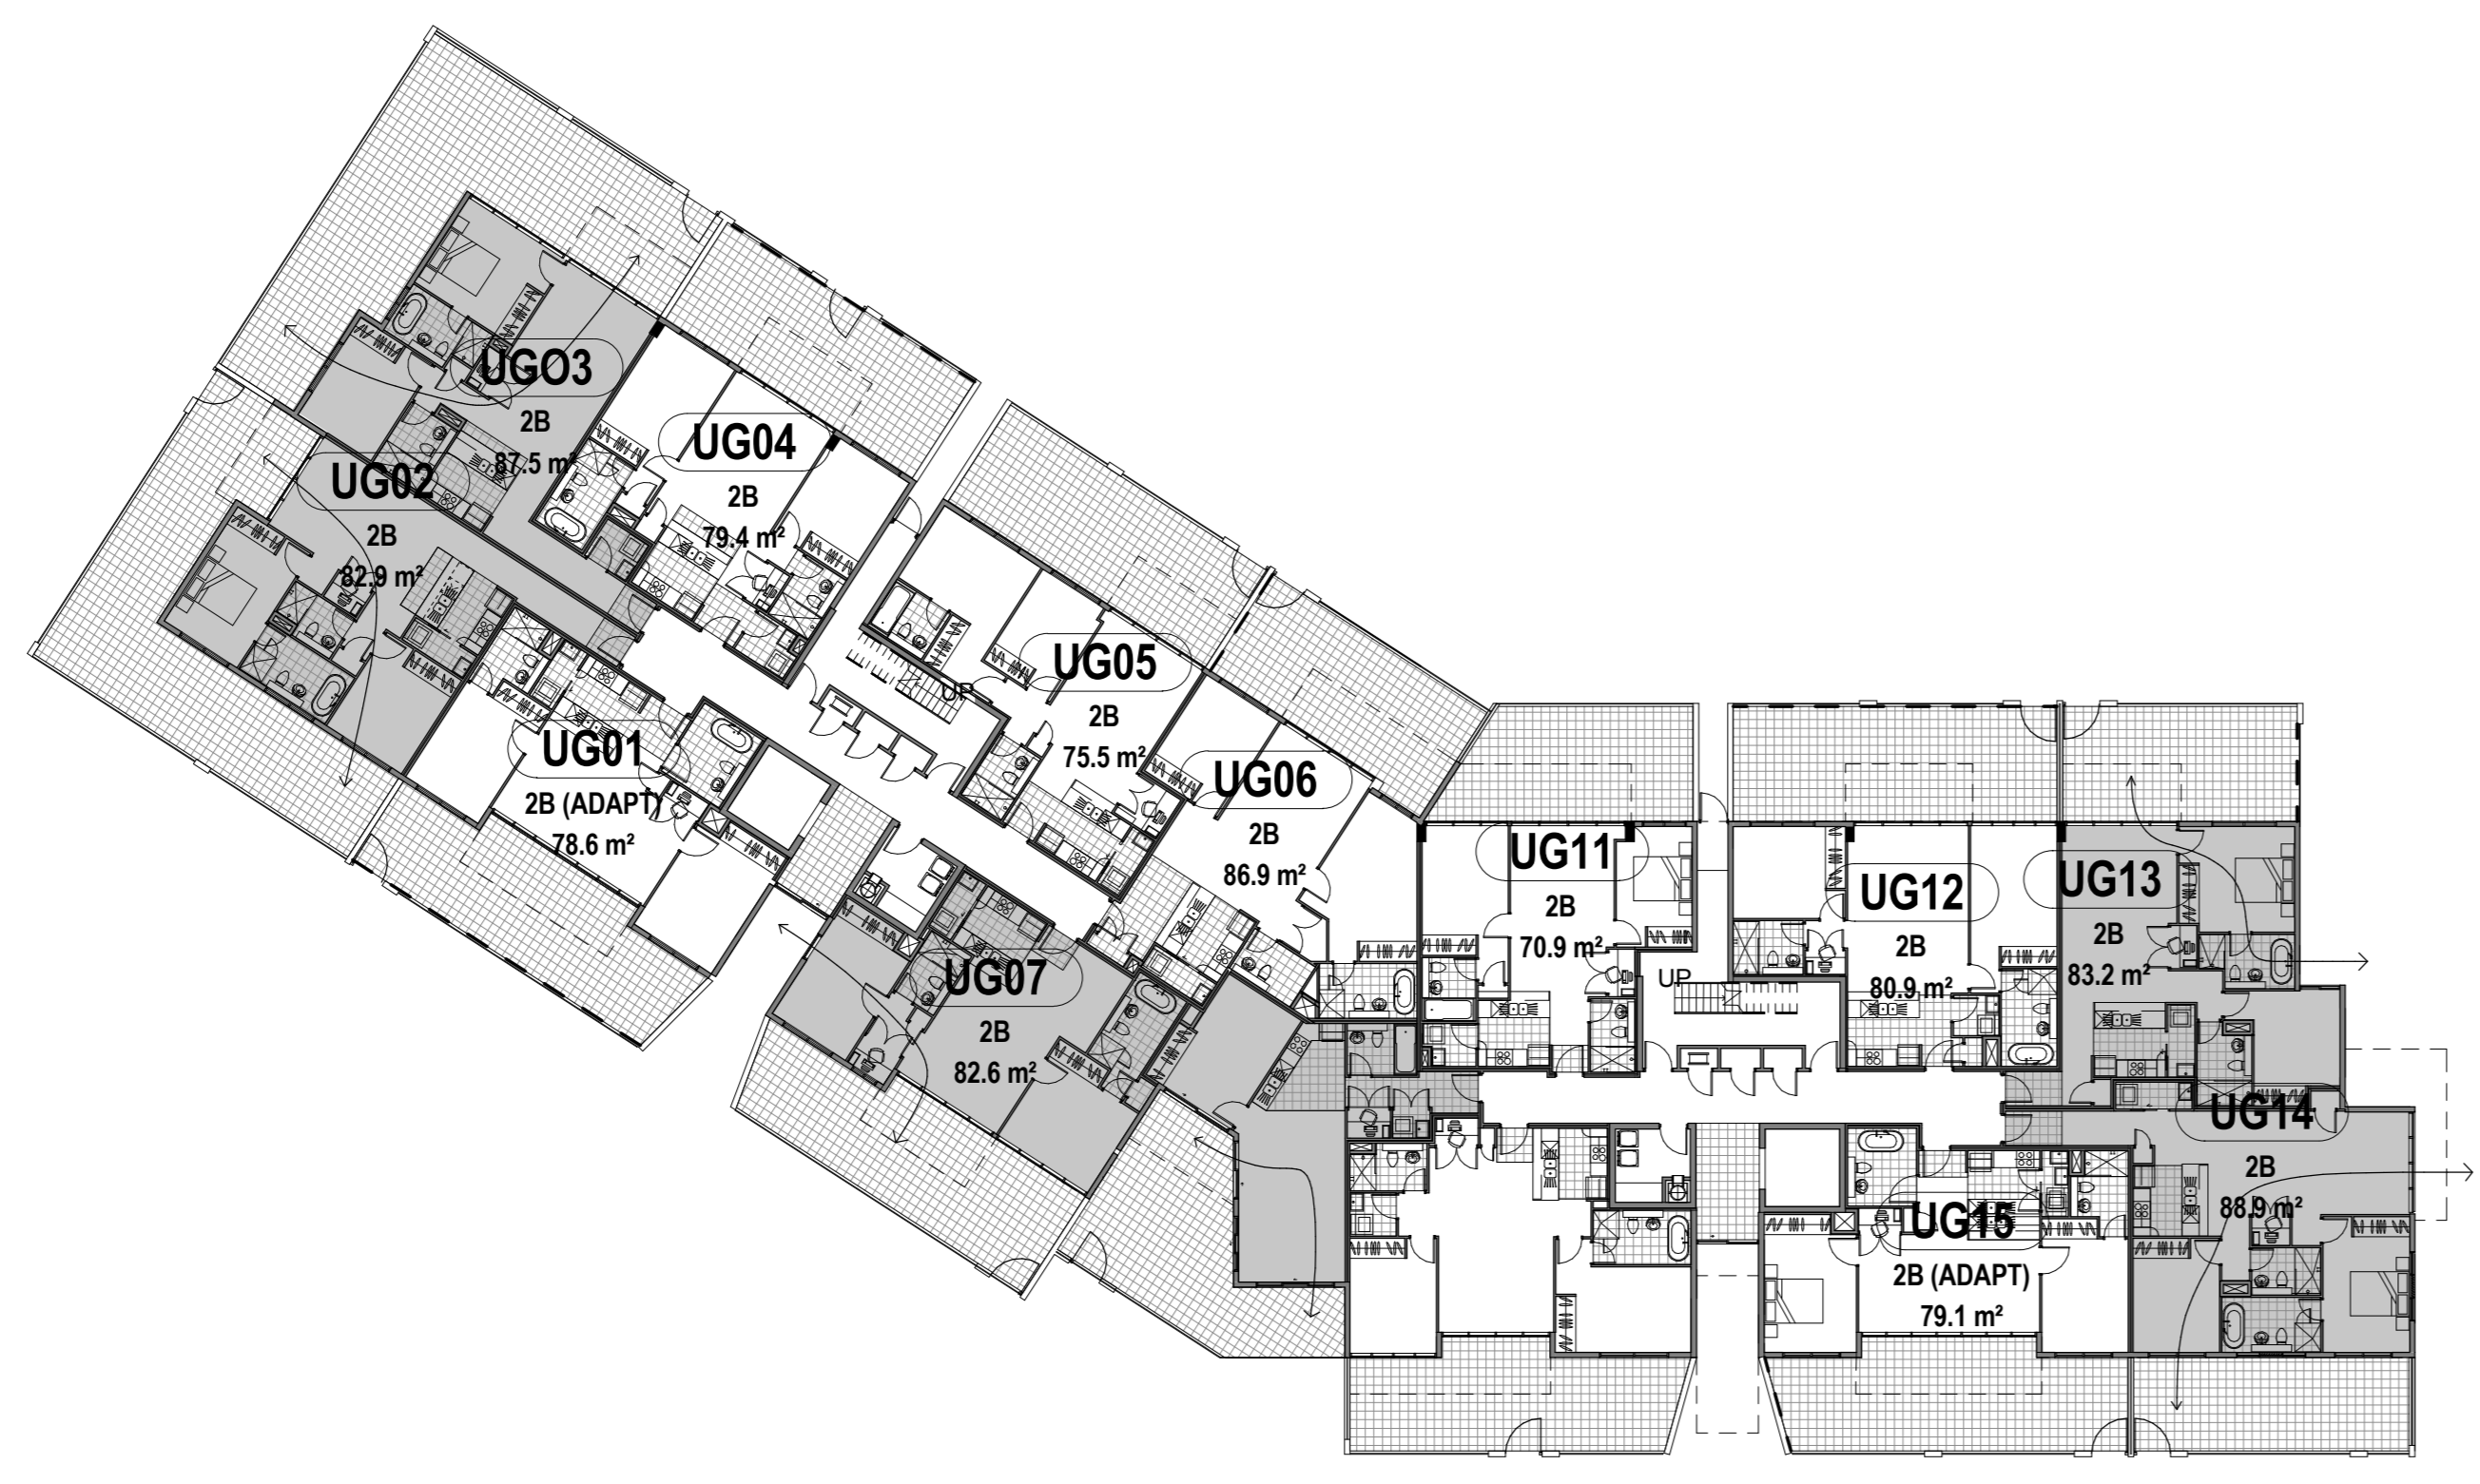 UGO3
2B
87.5 m²
UG04
2B
79.4 m²
UG02
2B
82.9 m²
UG05
2B
75.5 m²
UP
UG01
2B (ADAPT)
78.6 m²
UG06
2B
86.9 m²
UG07
2B
82.6 m²
UG11
2B
70.9 m²
UP
UG12
2B
80.9 m²
UG13
2B
83.2 m²
UG14
2B
88.9 m²
UG15
2B (ADAPT)
79.1 m²